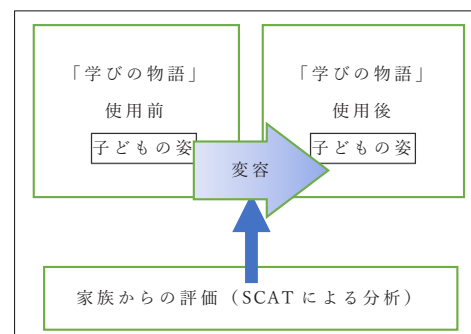 「学びの物語」
使用前
子どもの姿
「学びの物語」
使用後
子どもの姿
変容
家族からの評価（SCATによる分析）